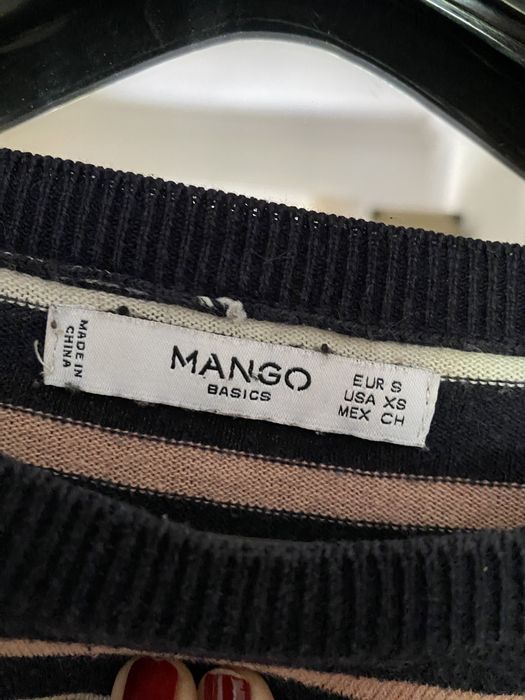 MADE IN
CHINA
MANGO
BASICS
EUR S
USA XS
MEX CH